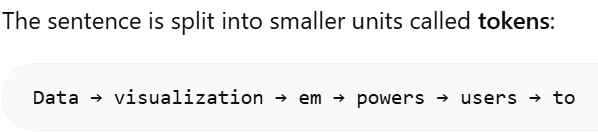 The sentence is split into smaller units called tokens:
Data → visualization → em → powers → users → to